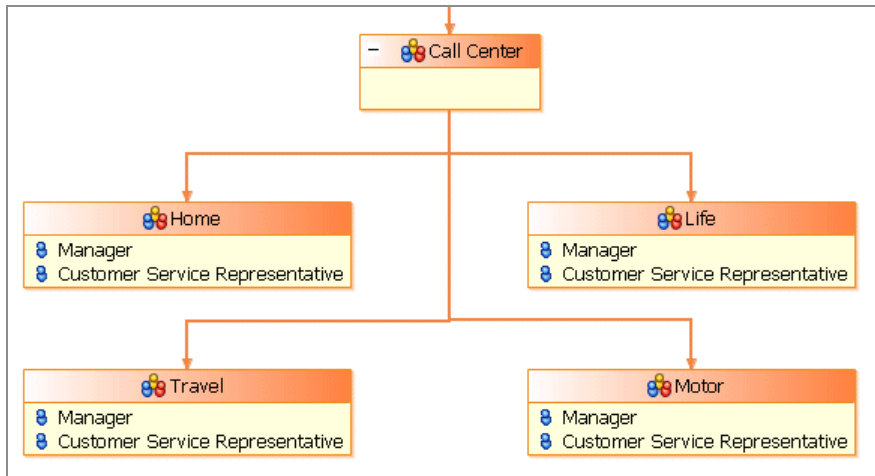 Call Center
Home
Manager
Customer Service Representative
Life
Manager
Customer Service Representative
Travel
Manager
Customer Service Representative
Motor
Manager
Customer Service Representative